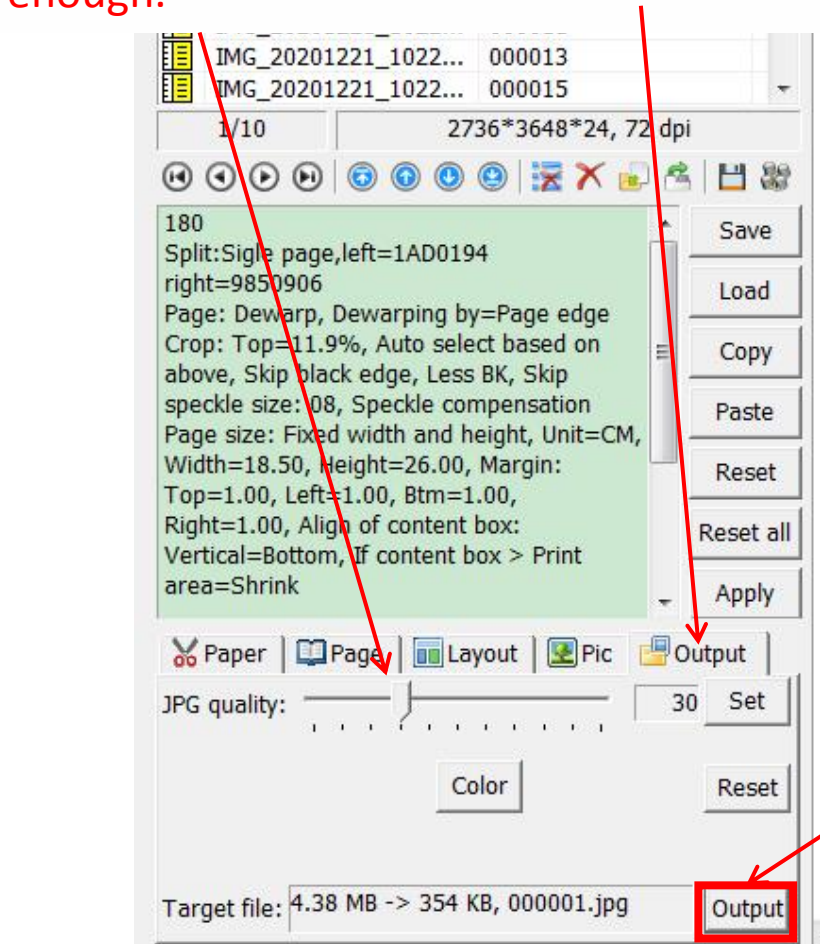 enough.
IMG_20201221_1022... 000013
IMG_20201221_1022... 000015
1/10 2736*3648*24, 72 dpi
180
Split:Sigle page,left=1AD0194
right=9850906
Page: Dewarp, Dewarping by=Page edge
Crop: Top=11.9%, Auto select based on
above, Skip black edge, Less BK, Skip
speckle size: 08, Speckle compensation
Page size: Fixed width and height, Unit=CM,
Width=18.50, Height=26.00, Margin:
Top=1.00, Left=1.00, Btm=1.00,
Right=1.00, Align of content box:
Vertical=Bottom, If content box > Print
area=Shrink
Save
Load
Copy
Paste
Reset
Reset all
Apply
Paper Page Layout Pic Output
JPG quality: 30 Set
Color Reset
Target file: 4.38 MB -> 354 KB, 000001.jpg Output